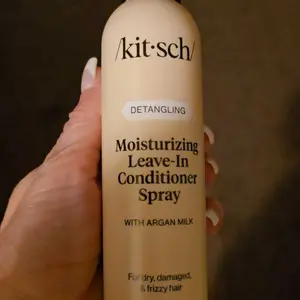 /kit·sch/
DETANGLING
Moisturizing
Leave-In
Conditioner
Spray
WITH ARGAN MILK
For dry, damaged,
& frizzy hair